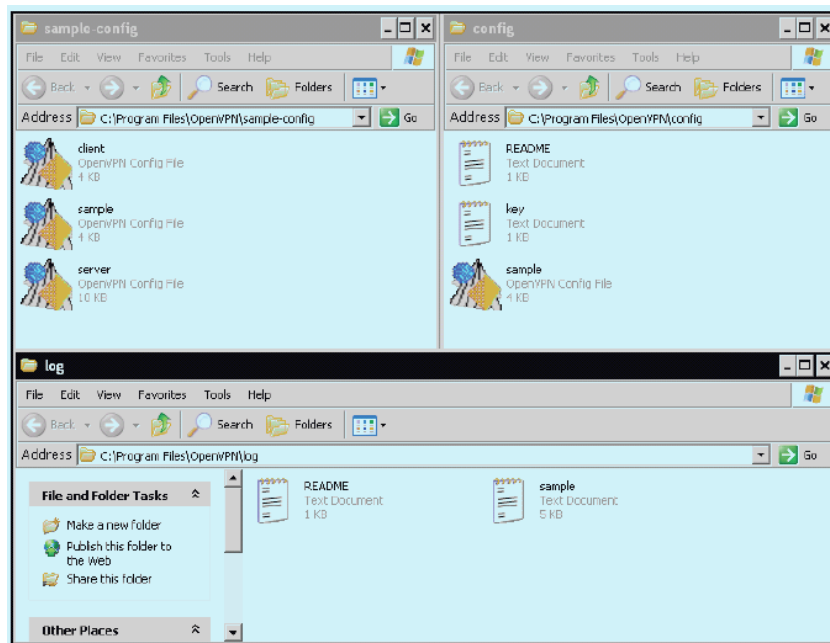 sample-config
File Edit View Favorites Tools Help
Back Search Folders
Address C:\Program Files\OpenVPN\sample-config Go
client
OpenVPN Config File
4 KB
sample
OpenVPN Config File
4 KB
server
OpenVPN Config File
10 KB
config
File Edit View Favorites Tools Help
Back Search Folders
Address C:\Program Files\OpenVPN\config Go
README
Text Document
1 KB
key
Text Document
1 KB
sample
OpenVPN Config File
4 KB
log
File Edit View Favorites Tools Help
Back Search Folders
Address C:\Program Files\OpenVPN\log Go
File and Folder Tasks
Make a new folder
Publish this folder to
the Web
Share this folder
Other Places
README
Text Document
1 KB
sample
Text Document
5 KB